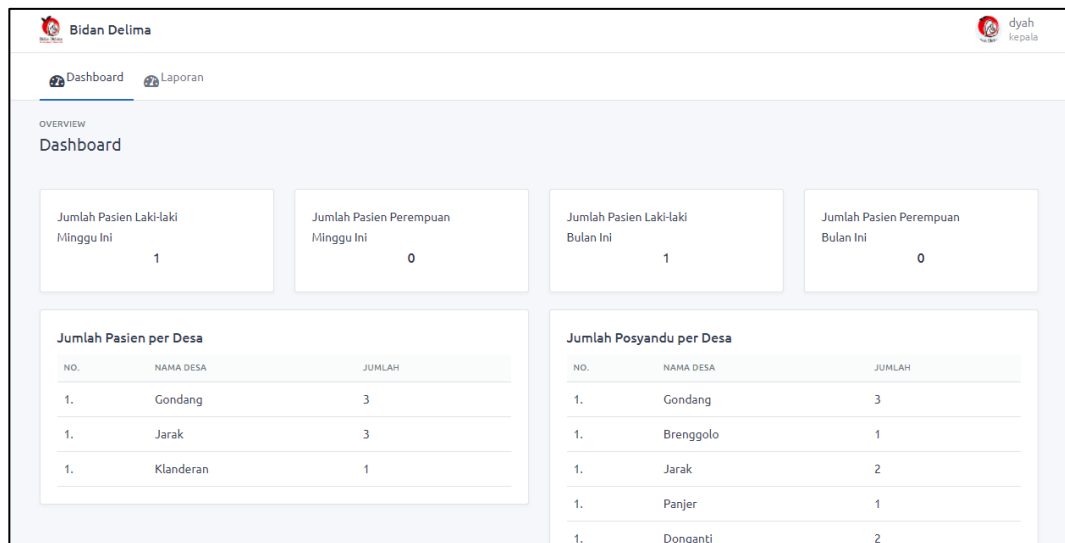 Bidan Delima
dyah
kepala
Dashboard Laporan
OVERVIEW
Dashboard
Jumlah Pasien Laki-laki
Minggu Ini
1
Jumlah Pasien Perempuan
Minggu Ini
0
Jumlah Pasien Laki-laki
Bulan Ini
1
Jumlah Pasien Perempuan
Bulan Ini
0
Jumlah Pasien per Desa
NO. NAMA DESA JUMLAH
1. Gondang 3
1. Jarak 3
1. Klanderan 1
Jumlah Posyandu per Desa
NO. NAMA DESA JUMLAH
1. Gondang 3
1. Brenggolo 1
1. Jarak 2
1. Panjer 1
1. Donganti 2